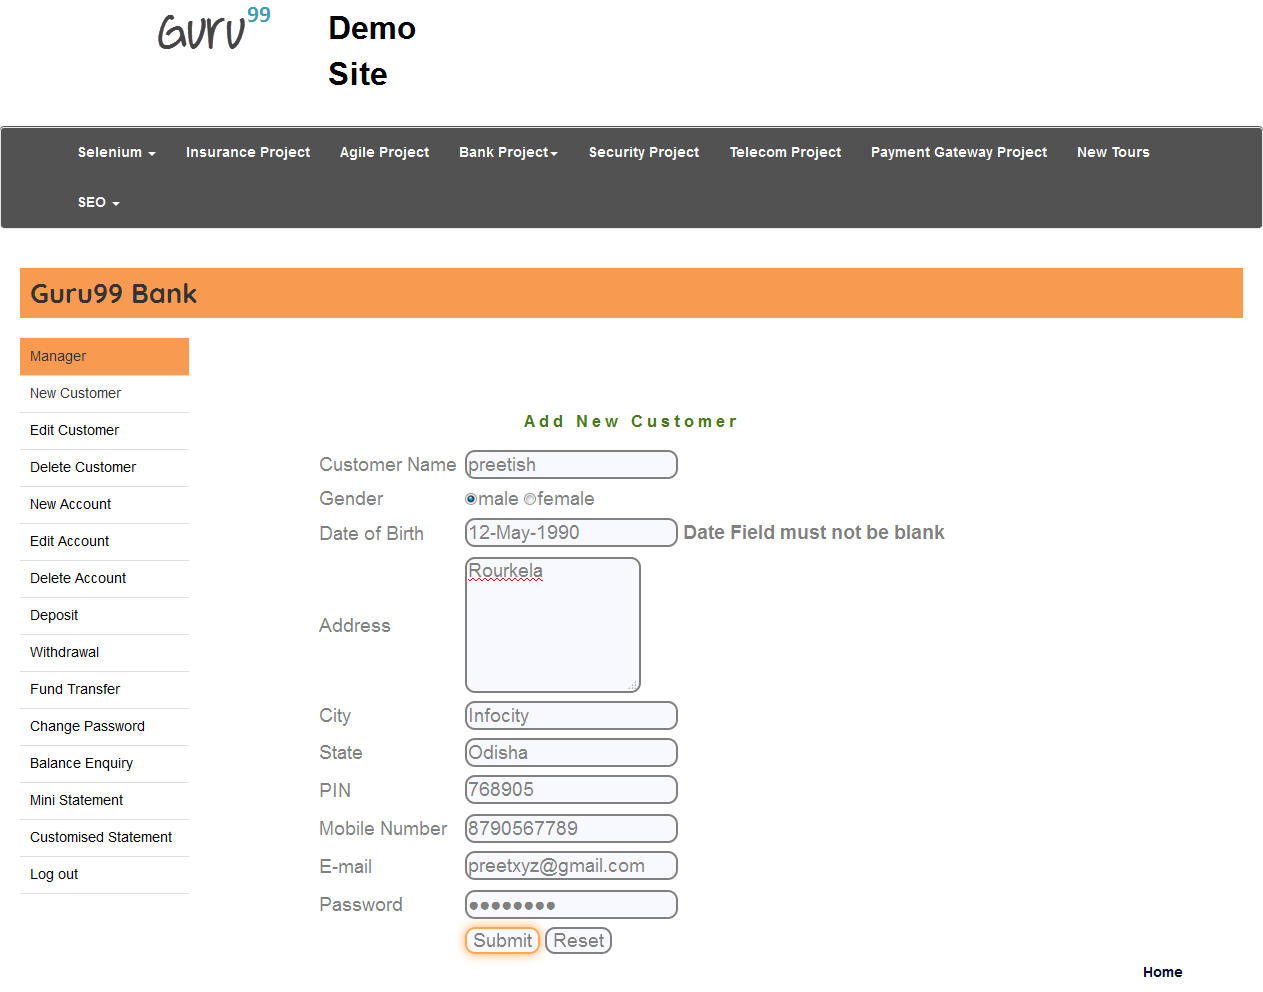 Guru99
Demo
Site
Selenium Insurance Project Agile Project Bank Project Security Project Telecom Project Payment Gateway Project New Tours
SEO
Guru99 Bank
Manager
New Customer
Edit Customer
Delete Customer
New Account
Edit Account
Delete Account
Deposit
Withdrawal
Fund Transfer
Change Password
Balance Enquiry
Mini Statement
Customised Statement
Log out
Add New Customer
Customer Name preetish
Gender male female
Date of Birth 12-May-1990 Date Field must not be blank
Address Rourkela
City Infocity
State Odisha
PIN 768905
Mobile Number 8790567789
E-mail preetxyz@gmail.com
Password ●●●●●●●●
Submit Reset
Home